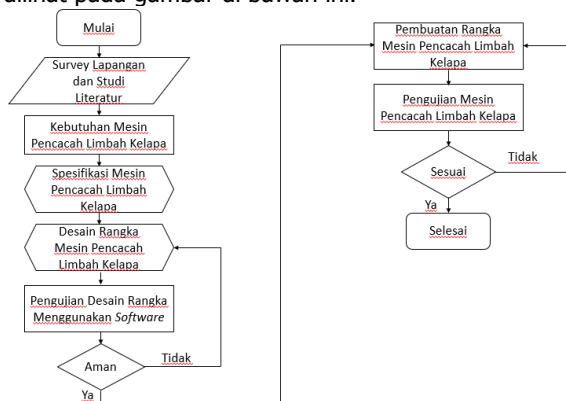 dilihat pada gambar di bawah ini.
Mulai
Survey Lapangan
dan Studi
Literatur
Kebutuhan Mesin
Pencacah Limbah Kelapa
Spesifikasi Mesin
Pencacah Limbah
Kelapa
Desain Rangka
Mesin Pencacah
Limbah Kelapa
Pengujian Desain Rangka
Menggunakan Software
Aman
Tidak
Ya
Pembuatan Rangka
Mesin Pencacah Limbah
Kelapa
Pengujian Mesin
Pencacah Limbah Kelapa
Sesuai
Tidak
Ya
Selesai